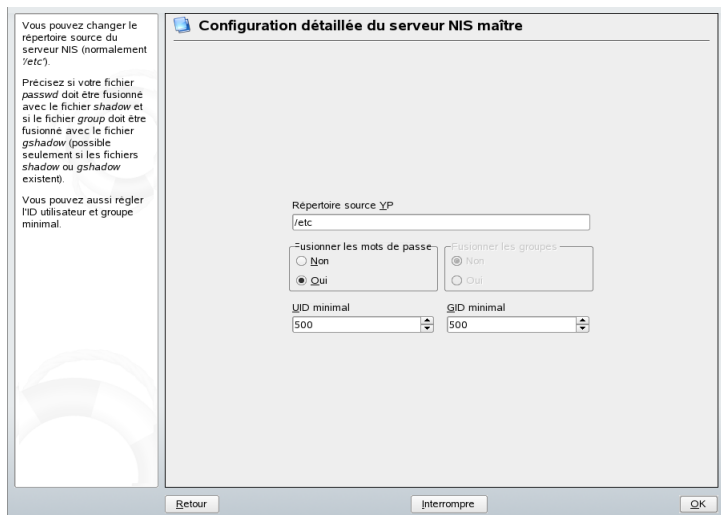 Vous pouvez changer le
répertoire source du
serveur NIS (normalement
'/etc').
Précisez si votre fichier
passwd doit être fusionné
avec le fichier shadow et
si le fichier group doit être
fusionné avec le fichier
gshadow (possible
seulement si les fichiers
shadow ou gshadow
existent).
Vous pouvez aussi régler
l'ID utilisateur et groupe
minimal.
Configuration détaillée du serveur NIS maître
Répertoire source YP
/etc
Fusionner les mots de passe
Non
Oui
Fusionner les groupes
Non
Oui
UID minimal
500
GID minimal
500
Retour
Interrompre
OK